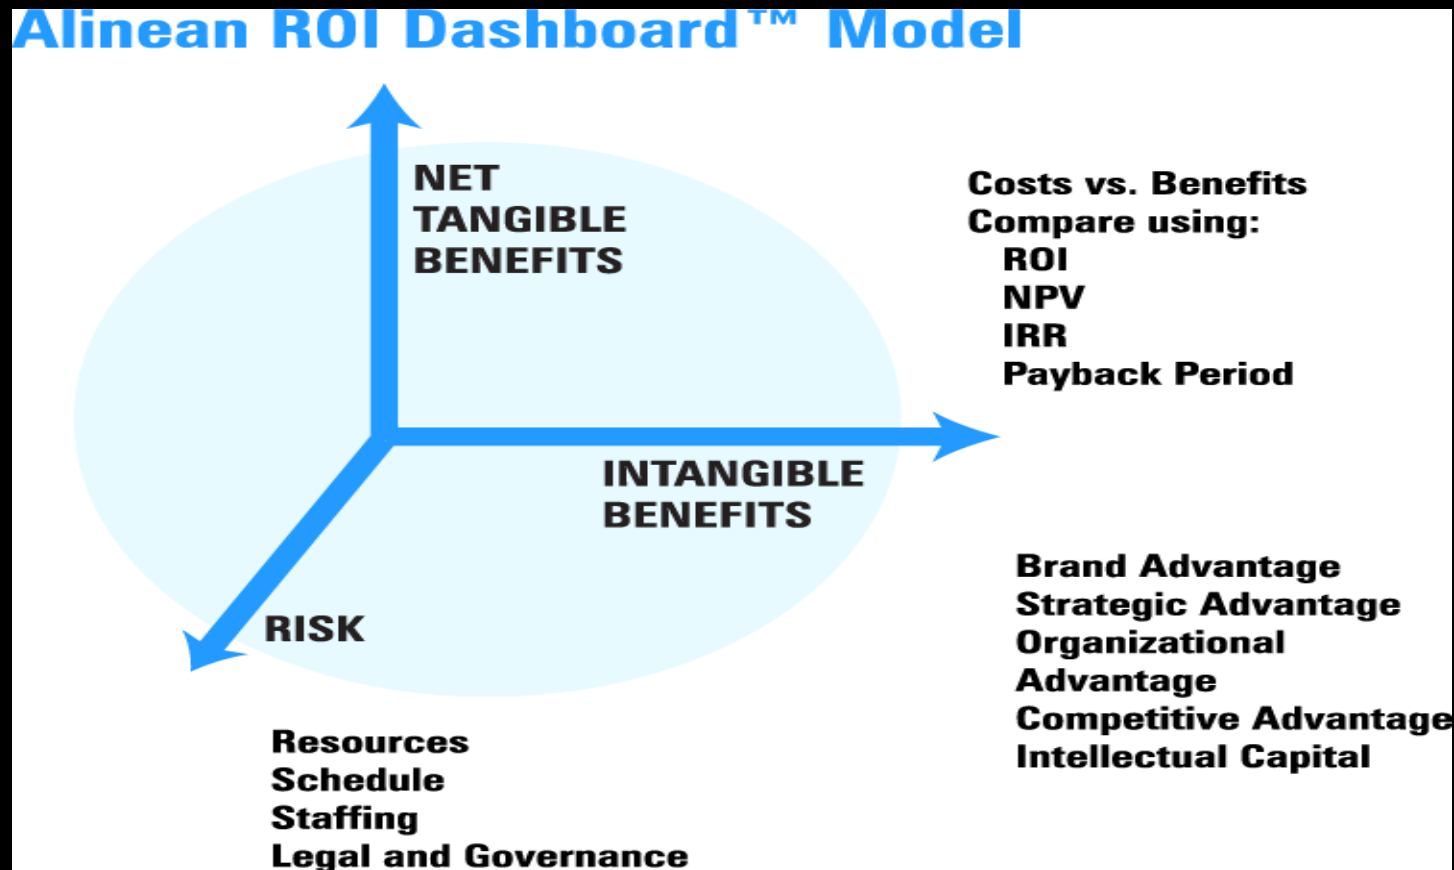 Alinean ROI Dashboard™ Model
NET
TANGIBLE
BENEFITS
Costs vs. Benefits
Compare using:
ROI
NPV
IRR
Payback Period
INTANGIBLE
BENEFITS
Brand Advantage
Strategic Advantage
Organizational
Advantage
Competitive Advantage
Intellectual Capital
RISK
Resources
Schedule
Staffing
Legal and Governance